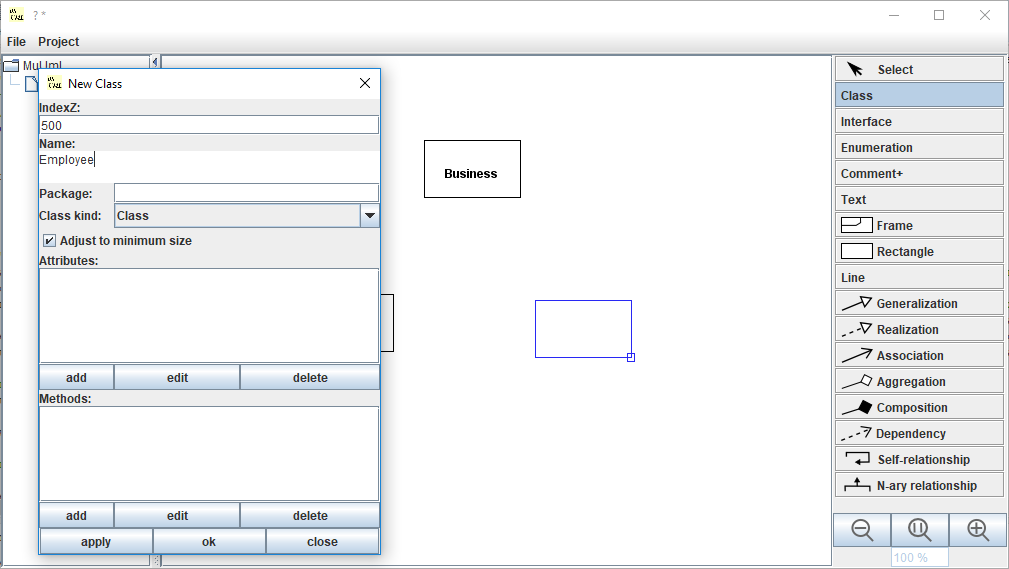 ? *
File Project
MuUml
New Class
IndexZ:
500
Name:
Employee
Package:
Class kind: Class
Adjust to minimum size
Attributes:
add edit delete
Methods:
add edit delete
apply ok close
Business
Select
Class
Interface
Enumeration
Comment+
Text
Frame
Rectangle
Line
Generalization
Realization
Association
Aggregation
Composition
Dependency
Self-relationship
N-ary relationship
100 %